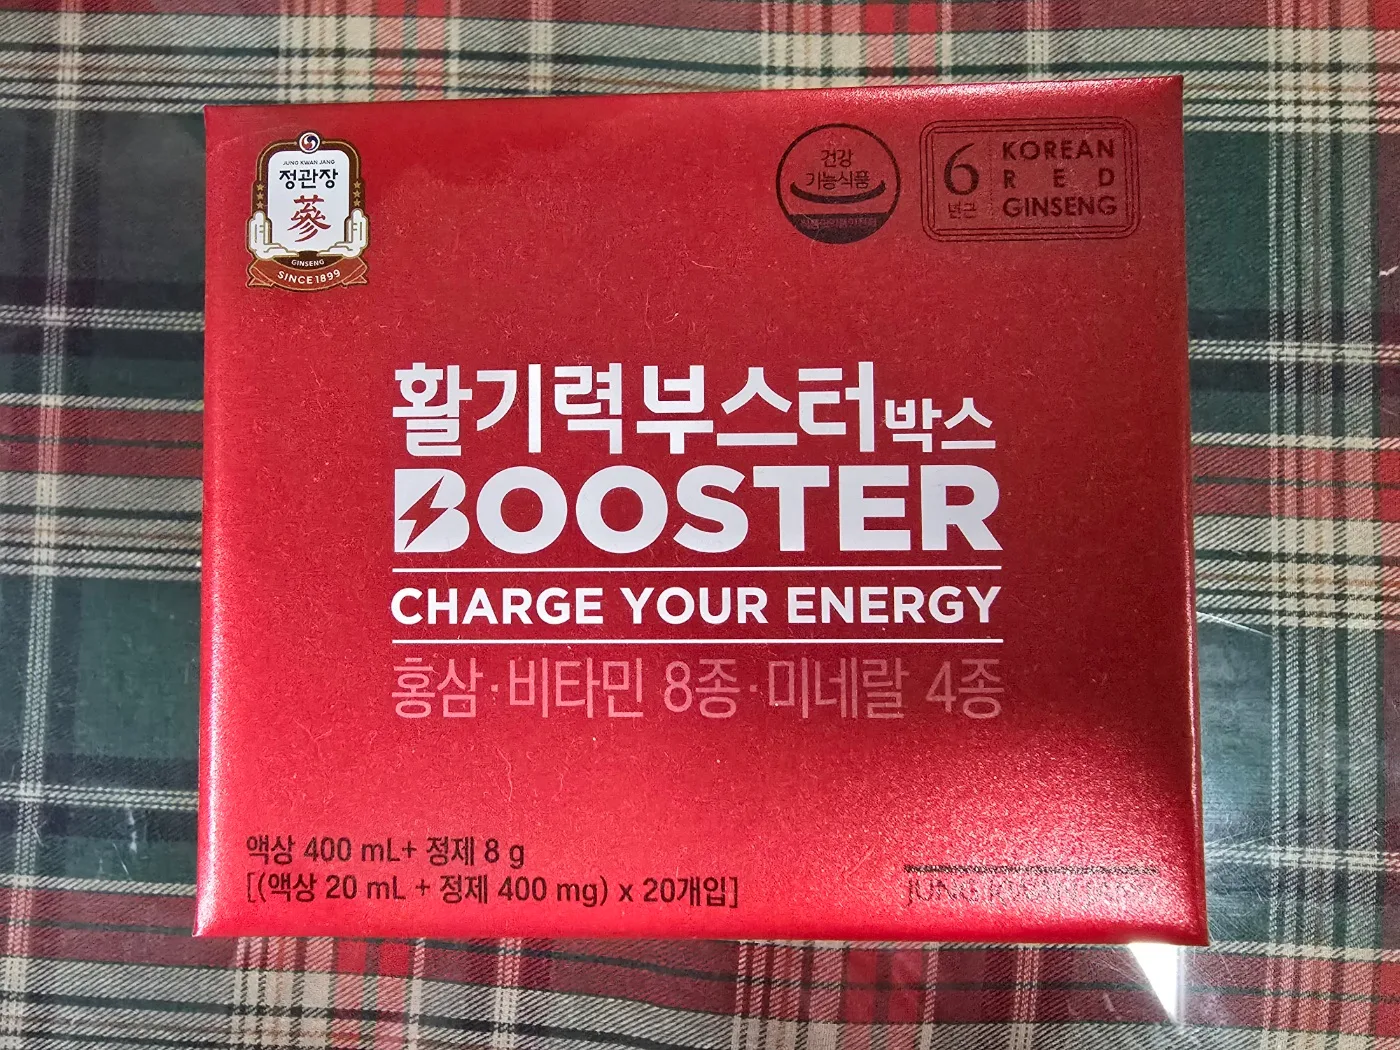 JUNG KWAN JANG
정관장
蔘
GINSENG
SINCE 1899
건강
기능식품
6
년근
KOREAN
RED
GINSENG
활기력부스터박스
BOOSTER
CHARGE YOUR ENERGY
홍삼·비타민 8종·미네랄 4종
액상 400 mL+ 정제 8 g
[(액상 20 mL + 정제 400 mg) x 20개입]
JUNG